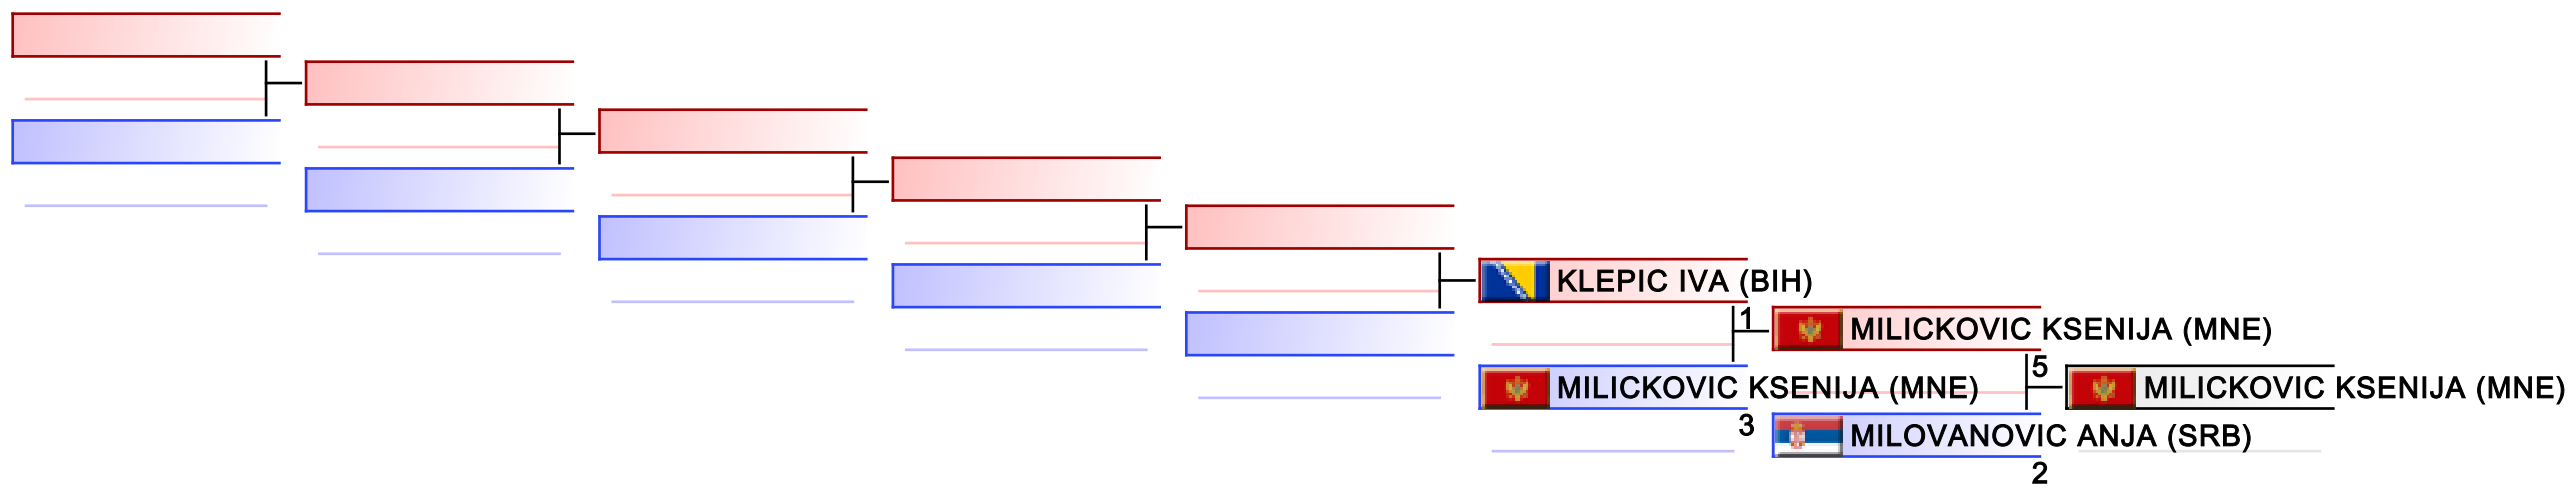 KLEPIC IVA (BIH)
1
MILICKOVIC KSENIJA (MNE)
5
MILICKOVIC KSENIJA (MNE)
MILICKOVIC KSENIJA (MNE)
3
MILOVANOVIC ANJA (SRB)
2